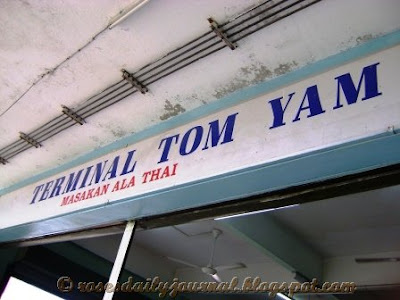 TERMINAL TOM YAM
MASAKAN ALA THAI
© rosesdailyjournal.blogspot.com